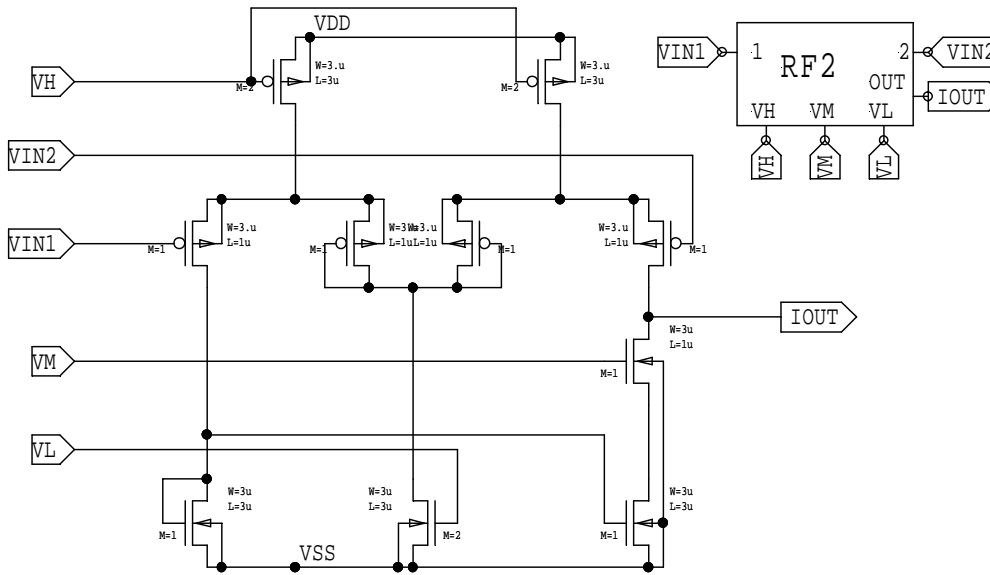 VDD
VIN1
1
2
VIN2
RF2
OUT
IOUT
VH
VM
VL
VH
VM
VL
VH
M=2
W=3.u
L=3u
M=2
W=3.u
L=3u
VIN2
VIN1
M=1
W=3.u
L=1u
M=1
L=1u
W=3.u
L=1u
M=1
W=3.u
L=1u
M=1
IOUT
VM
W=3u
L=1u
M=1
VL
W=3u
L=3u
M=1
W=3u
L=3u
M=2
W=3u
L=3u
M=1
VSS